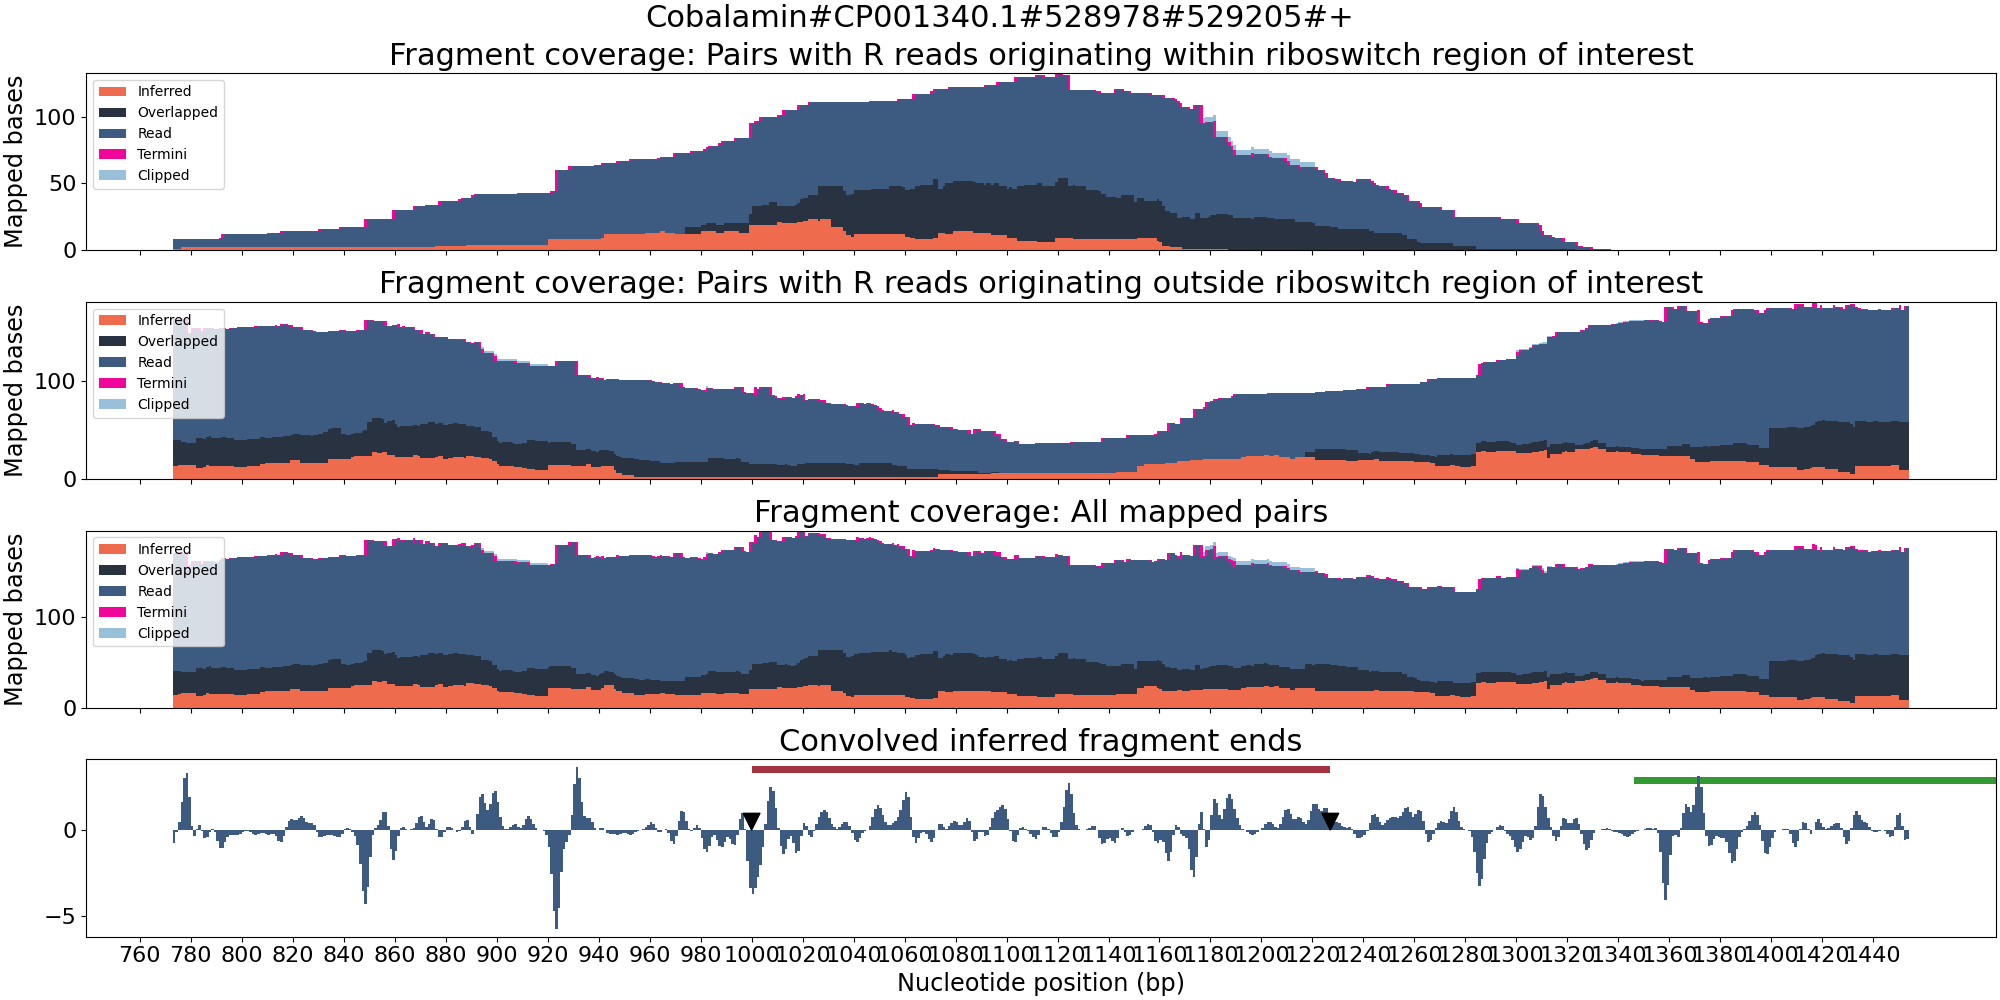 Cobalamin#CP001340.1#528978#529205#+
Fragment coverage: Pairs with R reads originating within riboswitch region of interest
Mapped bases
100
50
0
Inferred
Overlapped
Read
Termini
Clipped
Fragment coverage: Pairs with R reads originating outside riboswitch region of interest
Mapped bases
100
0
Inferred
Overlapped
Read
Termini
Clipped
Fragment coverage: All mapped pairs
Mapped bases
100
0
Inferred
Overlapped
Read
Termini
Clipped
Convolved inferred fragment ends
0
−5
760 780 800 820 840 860 880 900 920 940 960 980 1000 1020 1040 1060 1080 1100 1120 1140 1160 1180 1200 1220 1240 1260 1280 1300 1320 1340 1360 1380 1400 1420 1440
Nucleotide position (bp)